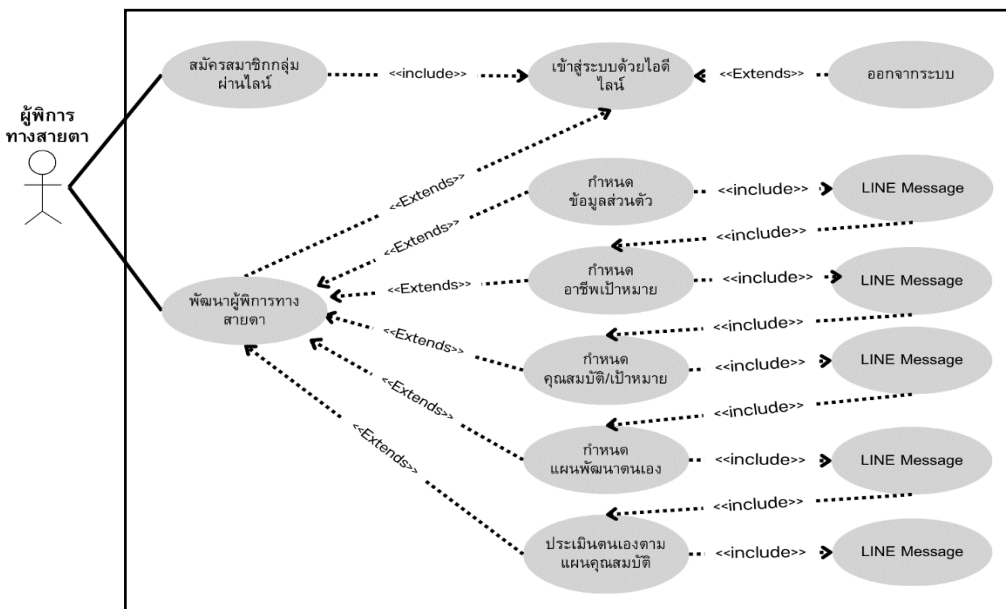 สมัครสมาชิกกลุ่ม
ผ่านไลน์
<<include>>
เข้าสู่ระบบด้วยไอดี
ไลน์
<<Extends>>
ออกจากระบบ
ผู้พิการ
ทางสายตา
<<Extends>>
กำหนด
ข้อมูลส่วนตัว
<<include>>
LINE Message
<<Extends>>
<<include>>
พัฒนาผู้พิการทาง
สายตา
<<Extends>>
กำหนด
อาชีพเป้าหมาย
<<include>>
LINE Message
<<include>>
<<Extends>>
กำหนด
คุณสมบัติ/เป้าหมาย
<<include>>
LINE Message
<<include>>
<<Extends>>
กำหนด
แผนพัฒนาตนเอง
<<include>>
LINE Message
<<include>>
<<Extends>>
ประเมินตนเองตาม
แผนคุณสมบัติ
<<include>>
LINE Message